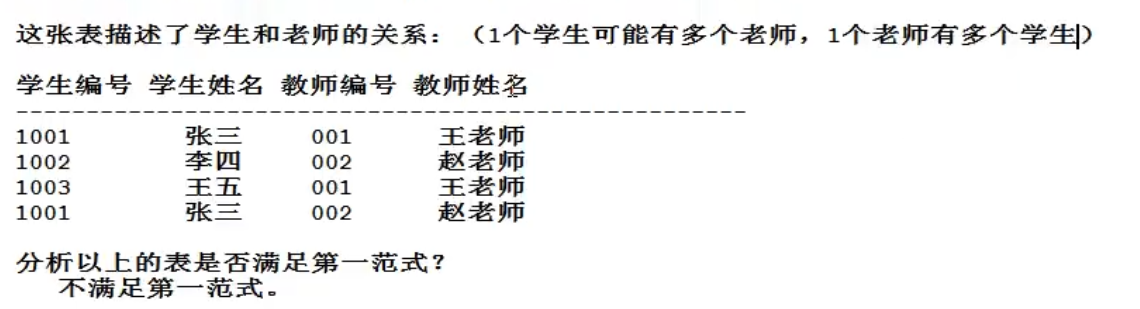 这张表描述了学生和老师的关系：（1个学生可能有多个老师，1个老师有多个学生）
学生编号 学生姓名 教师编号 教师姓名
----------------------------------------------------
1001 张三 001 王老师
1002 李四 002 赵老师
1003 王五 001 王老师
1001 张三 002 赵老师
分析以上的表是否满足第一范式？
不满足第一范式。